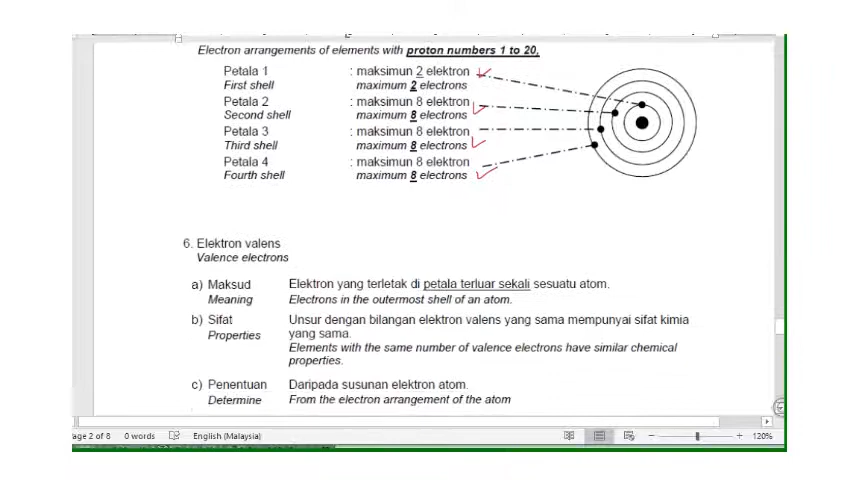 Electron arrangements of elements with proton numbers 1 to 20,
Petala 1 : maksimun 2 elektron
First shell maximum 2 electrons
Petala 2 : maksimun 8 elektron
Second shell maximum 8 electrons
Petala 3 : maksimun 8 elektron
Third shell maximum 8 electrons
Petala 4 : maksimun 8 elektron
Fourth shell maximum 8 electrons
6. Elektron valens
Valence electrons
a) Maksud Elektron yang terletak di petala terluar sekali sesuatu atom.
Meaning Electrons in the outermost shell of an atom.
b) Sifat Unsur dengan bilangan elektron valens yang sama mempunyai sifat kimia
Properties yang sama.
Elements with the same number of valence electrons have similar chemical
properties.
c) Penentuan Daripada susunan elektron atom.
Determine From the electron arrangement of the atom
age 2 of 8 0 words English (Malaysia) 120%